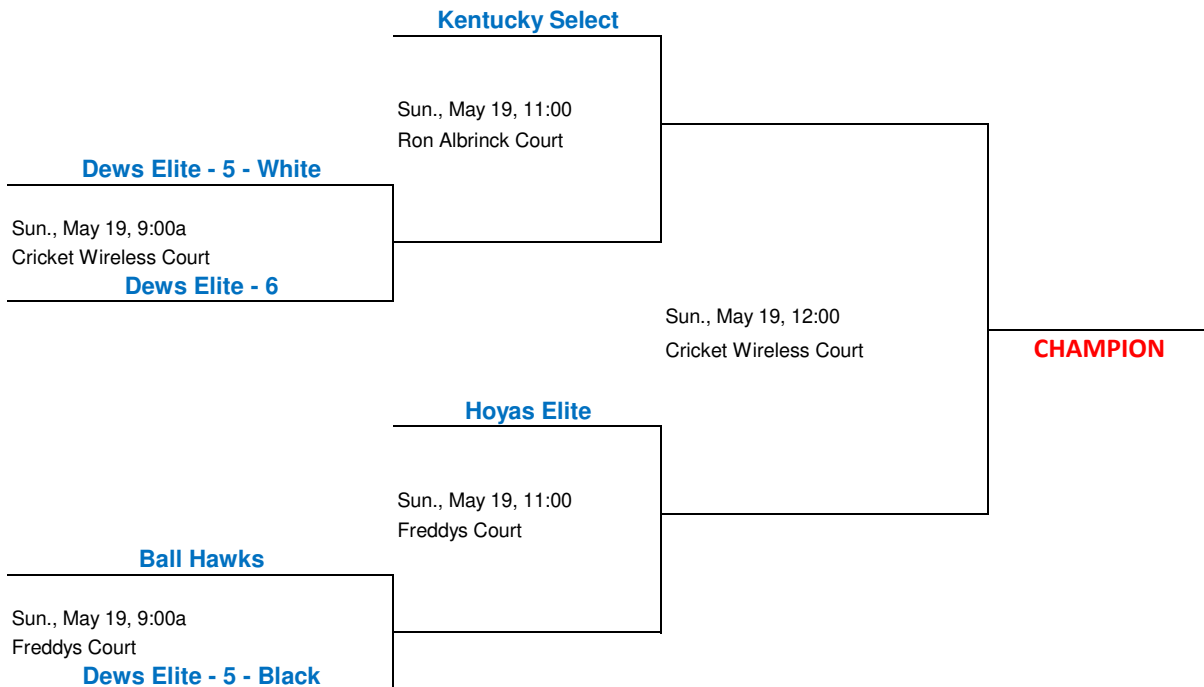 Kentucky Select
Sun., May 19, 11:00
Ron Albrinck Court
Dews Elite - 5 - White
Sun., May 19, 9:00a
Cricket Wireless Court
Dews Elite - 6
Sun., May 19, 12:00
Cricket Wireless Court
CHAMPION
Hoyas Elite
Sun., May 19, 11:00
Freddys Court
Ball Hawks
Sun., May 19, 9:00a
Freddys Court
Dews Elite - 5 - Black